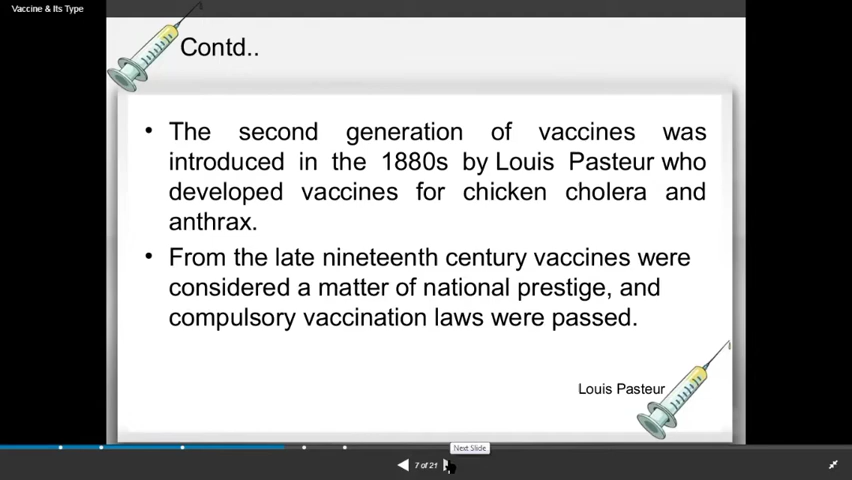 Vaccine & Its Type
Contd..
• The second generation of vaccines was
introduced in the 1880s by Louis Pasteur who
developed vaccines for chicken cholera and
anthrax.
• From the late nineteenth century vaccines were
considered a matter of national prestige, and
compulsory vaccination laws were passed.
Louis Pasteur
Next Slide
7 of 21